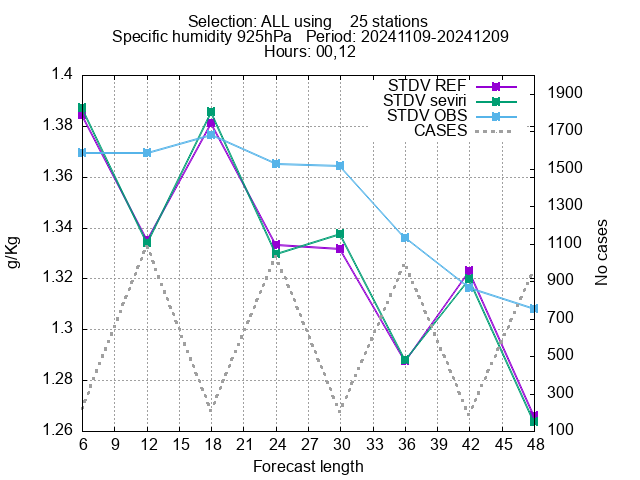 Selection: ALL using    25 stations
Specific humidity 925hPa   Period: 20241109-20241209
Hours: 00,12
STDV REF
STDV seviri
STDV OBS
CASES
g/Kg
1.4
1.38
1.36
1.34
1.32
1.3
1.28
1.26
1900
1700
1500
1300
1100
900
700
500
300
100
No cases
6 9 12 15 18 21 24 27 30 33 36 39 42 45 48
Forecast length